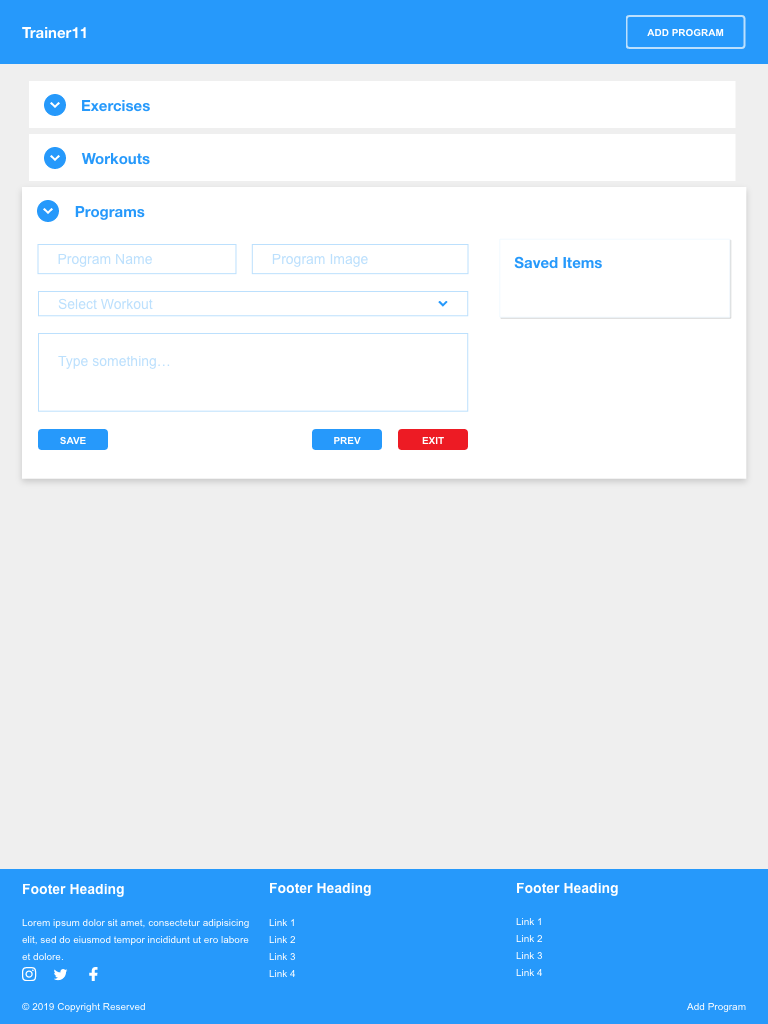 Trainer11
ADD PROGRAM
Exercises
Workouts
Programs
Program Name
Program Image
Select Workout
Type something…
SAVE
PREV
EXIT
Saved Items
Footer Heading
Lorem ipsum dolor sit amet, consectetur adipisicing
elit, sed do eiusmod tempor incididunt ut ero labore
et dolore.
Footer Heading
Link 1
Link 2
Link 3
Link 4
Footer Heading
Link 1
Link 2
Link 3
Link 4
© 2019 Copyright Reserved
Add Program